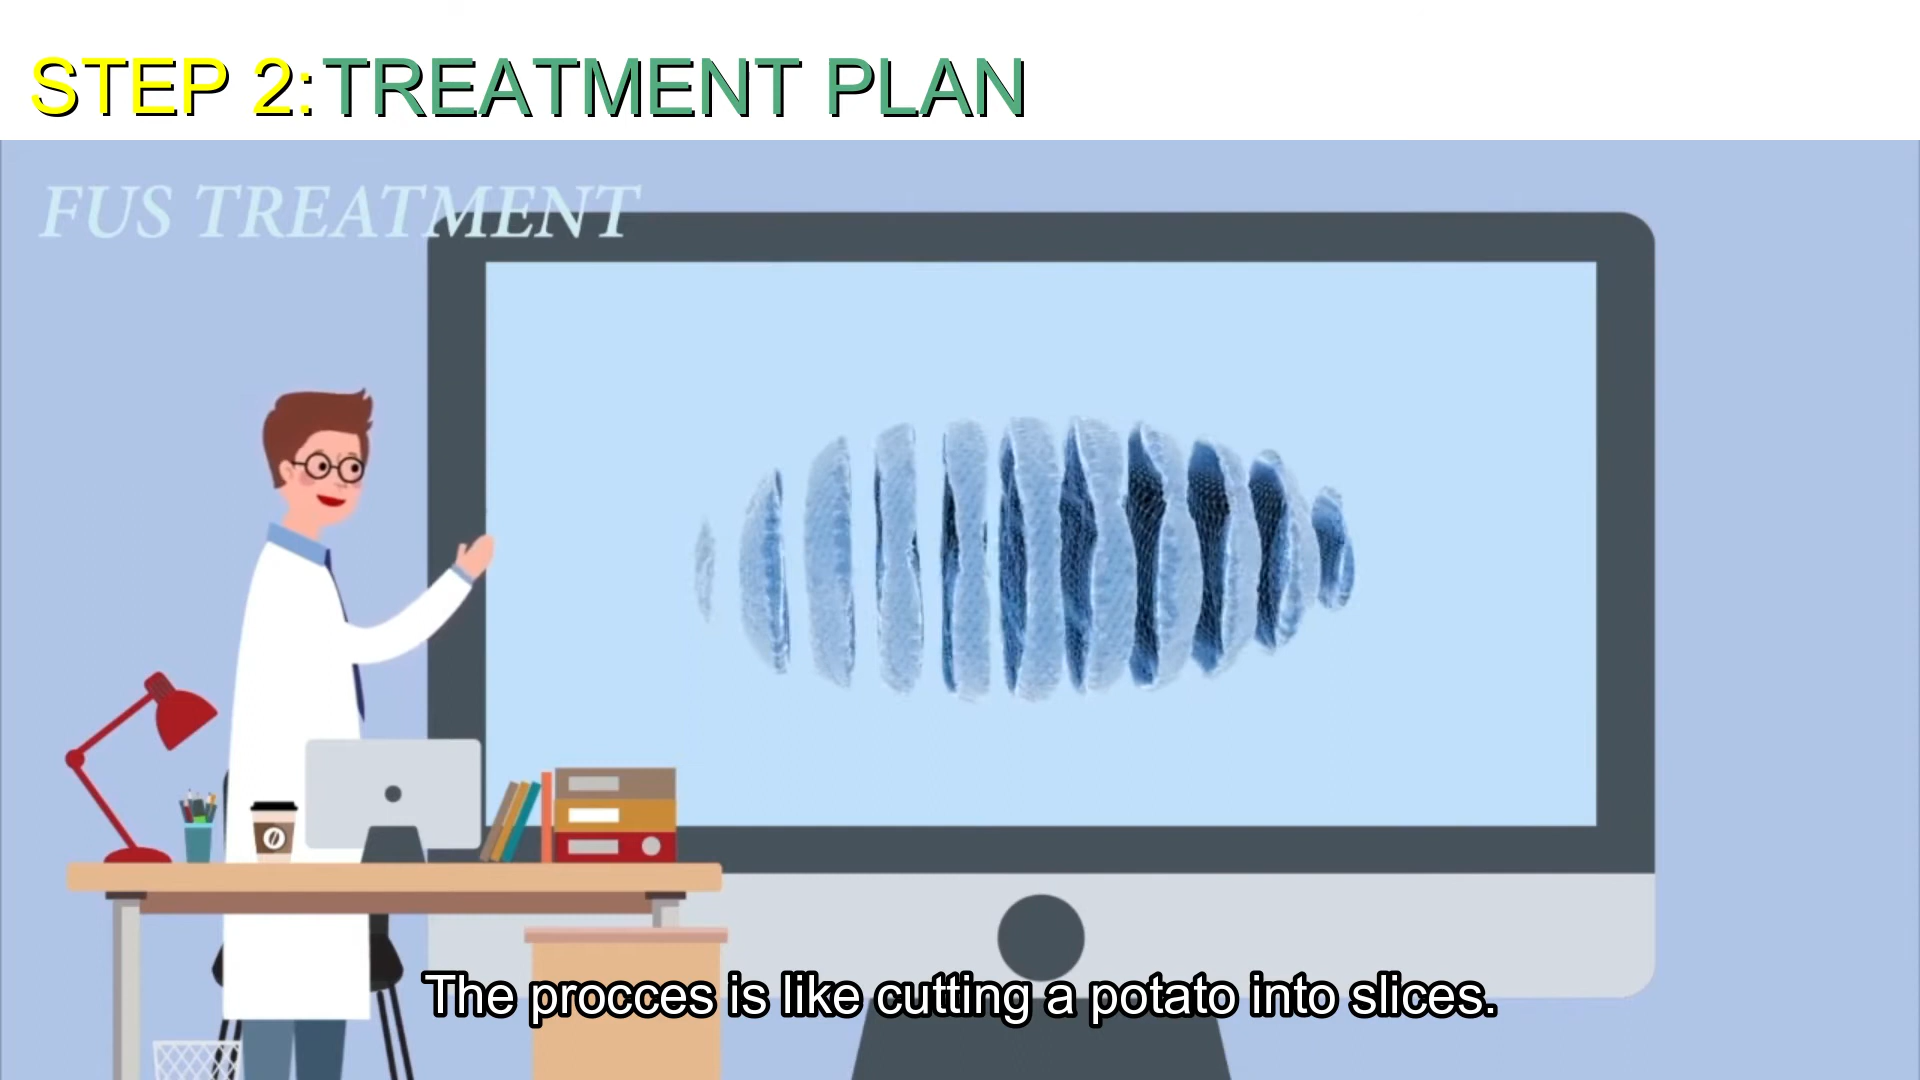 STEP 2: TREATMENT PLAN
FUS TREATMENT
The procces is like cutting a potato into slices.